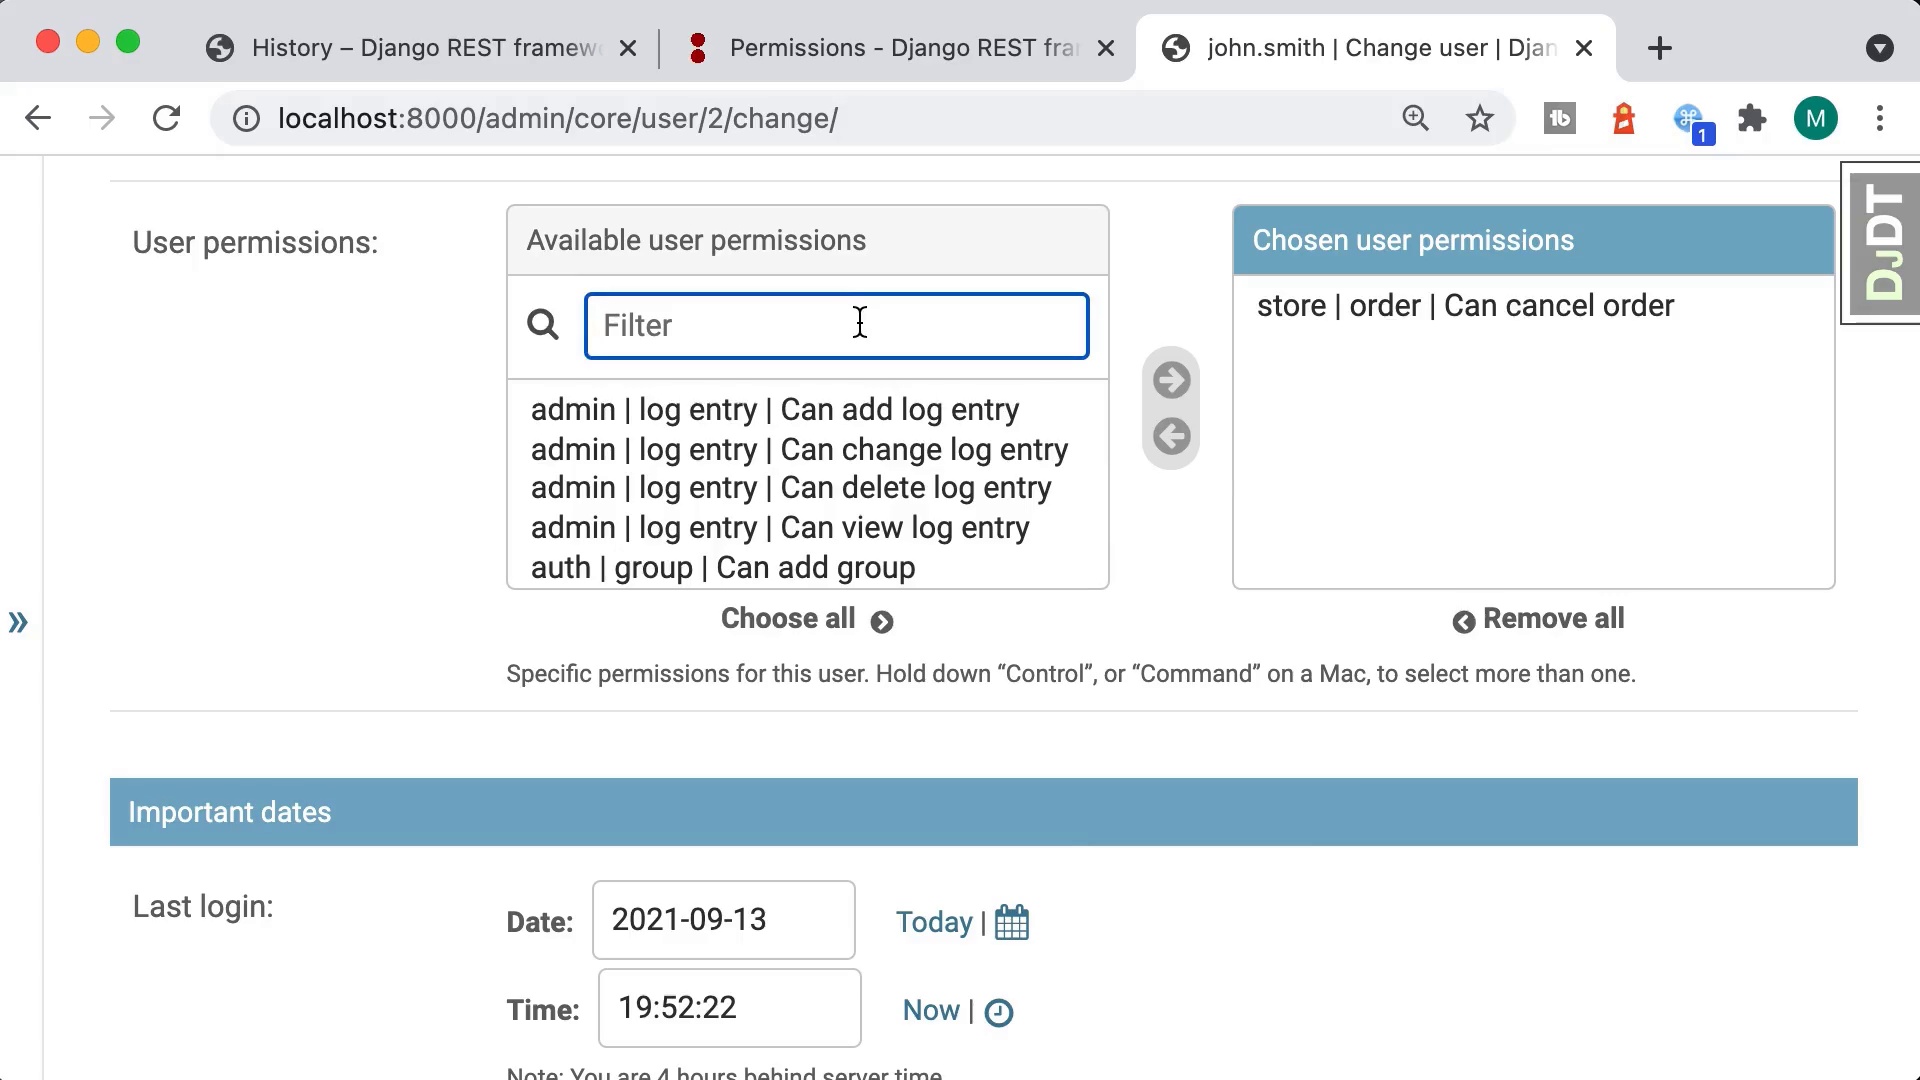 History – Django REST framew
Permissions - Django REST fra
john.smith | Change user | Djan
localhost:8000/admin/core/user/2/change/
1
M
DJDT
User permissions:
Available user permissions
Filter
admin | log entry | Can add log entry
admin | log entry | Can change log entry
admin | log entry | Can delete log entry
admin | log entry | Can view log entry
auth | group | Can add group
Choose all
Chosen user permissions
store | order | Can cancel order
Remove all
Specific permissions for this user. Hold down “Control”, or “Command” on a Mac, to select more than one.
Important dates
Last login:
Date: 2021-09-13 Today |
Time: 19:52:22 Now |
Note: You are 4 hours behind server time.